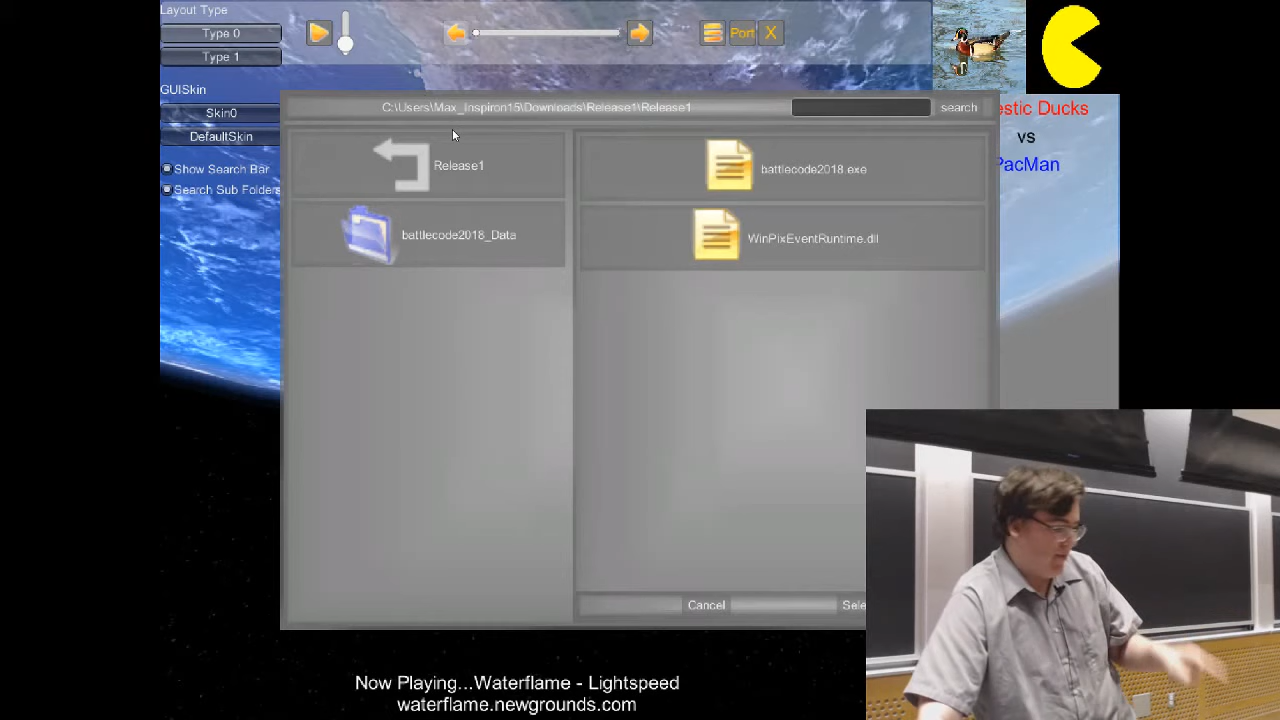 Layout Type
Type 0
Type 1
GUISkin
Skin0
DefaultSkin
Show Search Bar
Search Sub Folders
Port X
C:\Users\Max_Inspiron15\Downloads\Release1\Release1
search
Release1
battlecode2018_Data
battlecode2018.exe
WinPixEventRuntime.dll
Cancel
Sele
estic Ducks
vs
PacMan
Now Playing...Waterflame - Lightspeed
waterflame.newgrounds.com